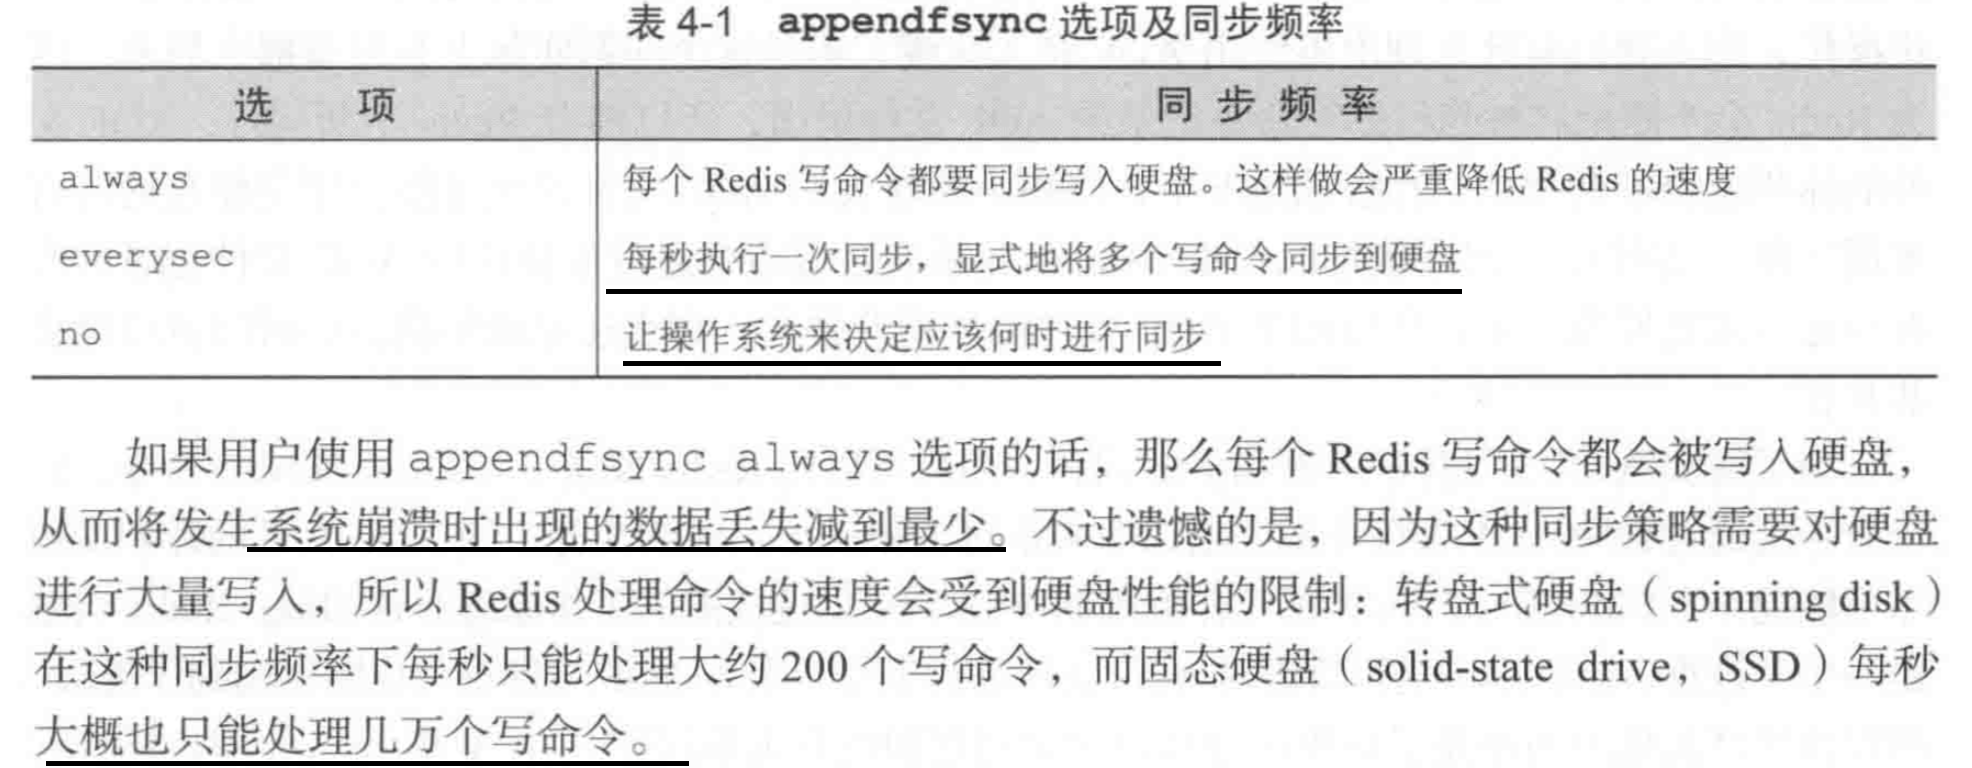 表 4-1 appendfsync 选项及同步频率
选 项 同 步 频 率
always 每个 Redis 写命令都要同步写入硬盘。这样做会严重降低 Redis 的速度
everysec 每秒执行一次同步，显式地将多个写命令同步到硬盘
no 让操作系统来决定应该何时进行同步
如果用户使用 appendfsync always 选项的话，那么每个 Redis 写命令都会被写入硬盘，
从而将发生系统崩溃时出现的数据丢失减到最少。不过遗憾的是，因为这种同步策略需要对硬盘
进行大量写入，所以 Redis 处理命令的速度会受到硬盘性能的限制：转盘式硬盘（spinning disk）
在这种同步频率下每秒只能处理大约 200 个写命令，而固态硬盘（solid-state drive，SSD）每秒
大概也只能处理几万个写命令。